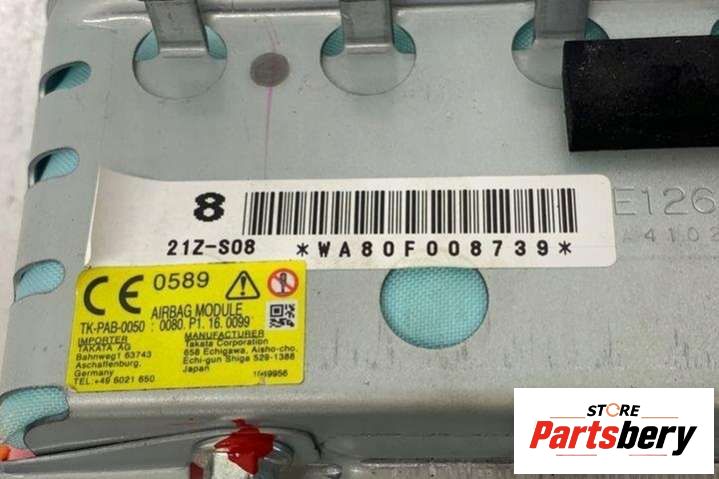 8
21Z-S08 *WA80F008739*
E126
4102
CE 0589
AIRBAG MODULE
TK-PAB-0050 : 0080. P1. 16. 0099
IMPORTER
TAKATA AG
Bahnweg1 63743
Aschaffenburg,
Germany
TEL:+49 6021 650
MANUFACTURER
Takata Corporation
658 Echigawa, Aisho-cho,
Echi-gun Shiga 529-1388
Japan
STORE
Partsbery